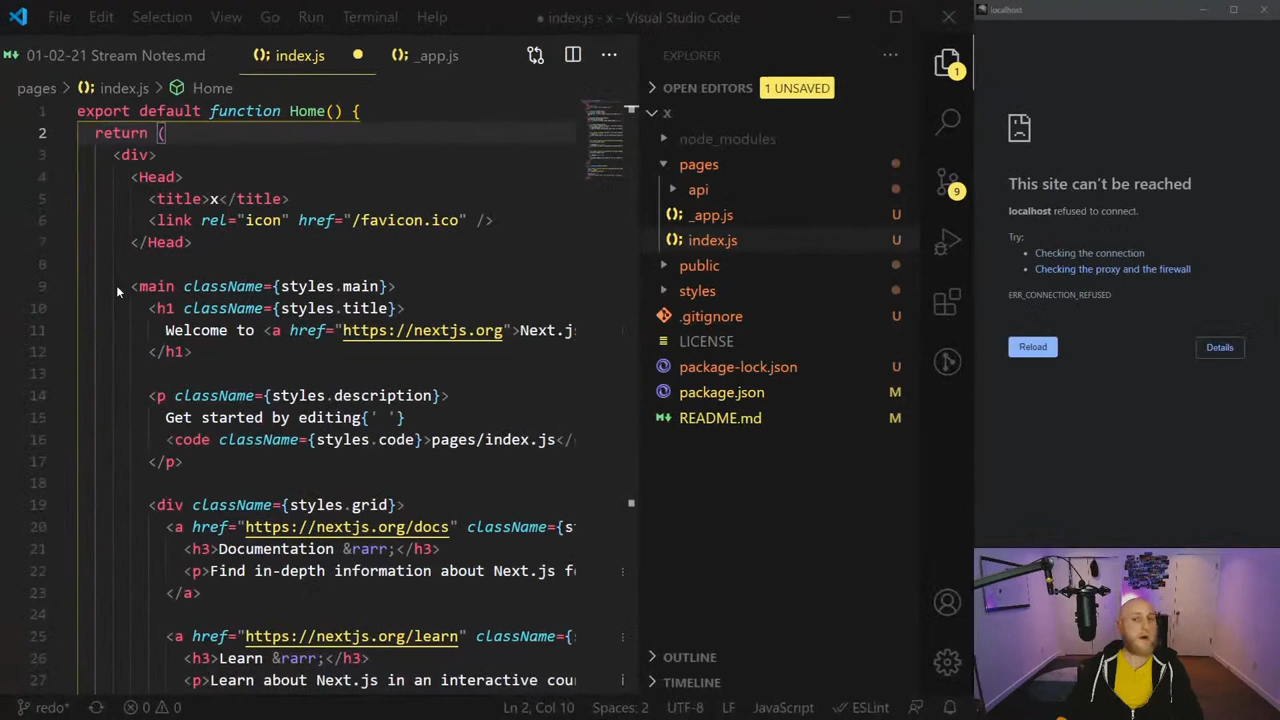 File Edit Selection View Go Run Terminal Help ● index.js - x - Visual Studio Code
01-02-21 Stream Notes.md index.js _app.js
pages > index.js > Home
1 export default function Home() {
2 return (
3 <div>
4 <Head>
5 <title>x</title>
6 <link rel="icon" href="/favicon.ico" />
7 </Head>
8
9 <main className={styles.main}>
10 <h1 className={styles.title}>
11 Welcome to <a href="https://nextjs.org">Next.js
12 </h1>
13
14 <p className={styles.description}>
15 Get started by editing{' '}
16 <code className={styles.code}>pages/index.js</
17 </p>
18
19 <div className={styles.grid}>
20 <a href="https://nextjs.org/docs" className={st
21 <h3>Documentation &rarr;</h3>
22 <p>Find in-depth information about Next.js fe
23 </a>
24
25 <a href="https://nextjs.org/learn" className={s
26 <h3>Learn &rarr;</h3>
27 <p>Learn about Next.js in an interactive cou
EXPLORER
OPEN EDITORS 1 UNSAVED
X
node_modules
pages
api
_app.js U
index.js U
public
styles
.gitignore U
LICENSE
package-lock.json U
package.json M
README.md M
OUTLINE
TIMELINE
1
9
redo* 0 0 Ln 2, Col 10 Spaces: 2 UTF-8 LF JavaScript ESLint
localhost
This site can't be reached
localhost refused to connect.
Try:
• Checking the connection
• Checking the proxy and the firewall
ERR_CONNECTION_REFUSED
Reload Details